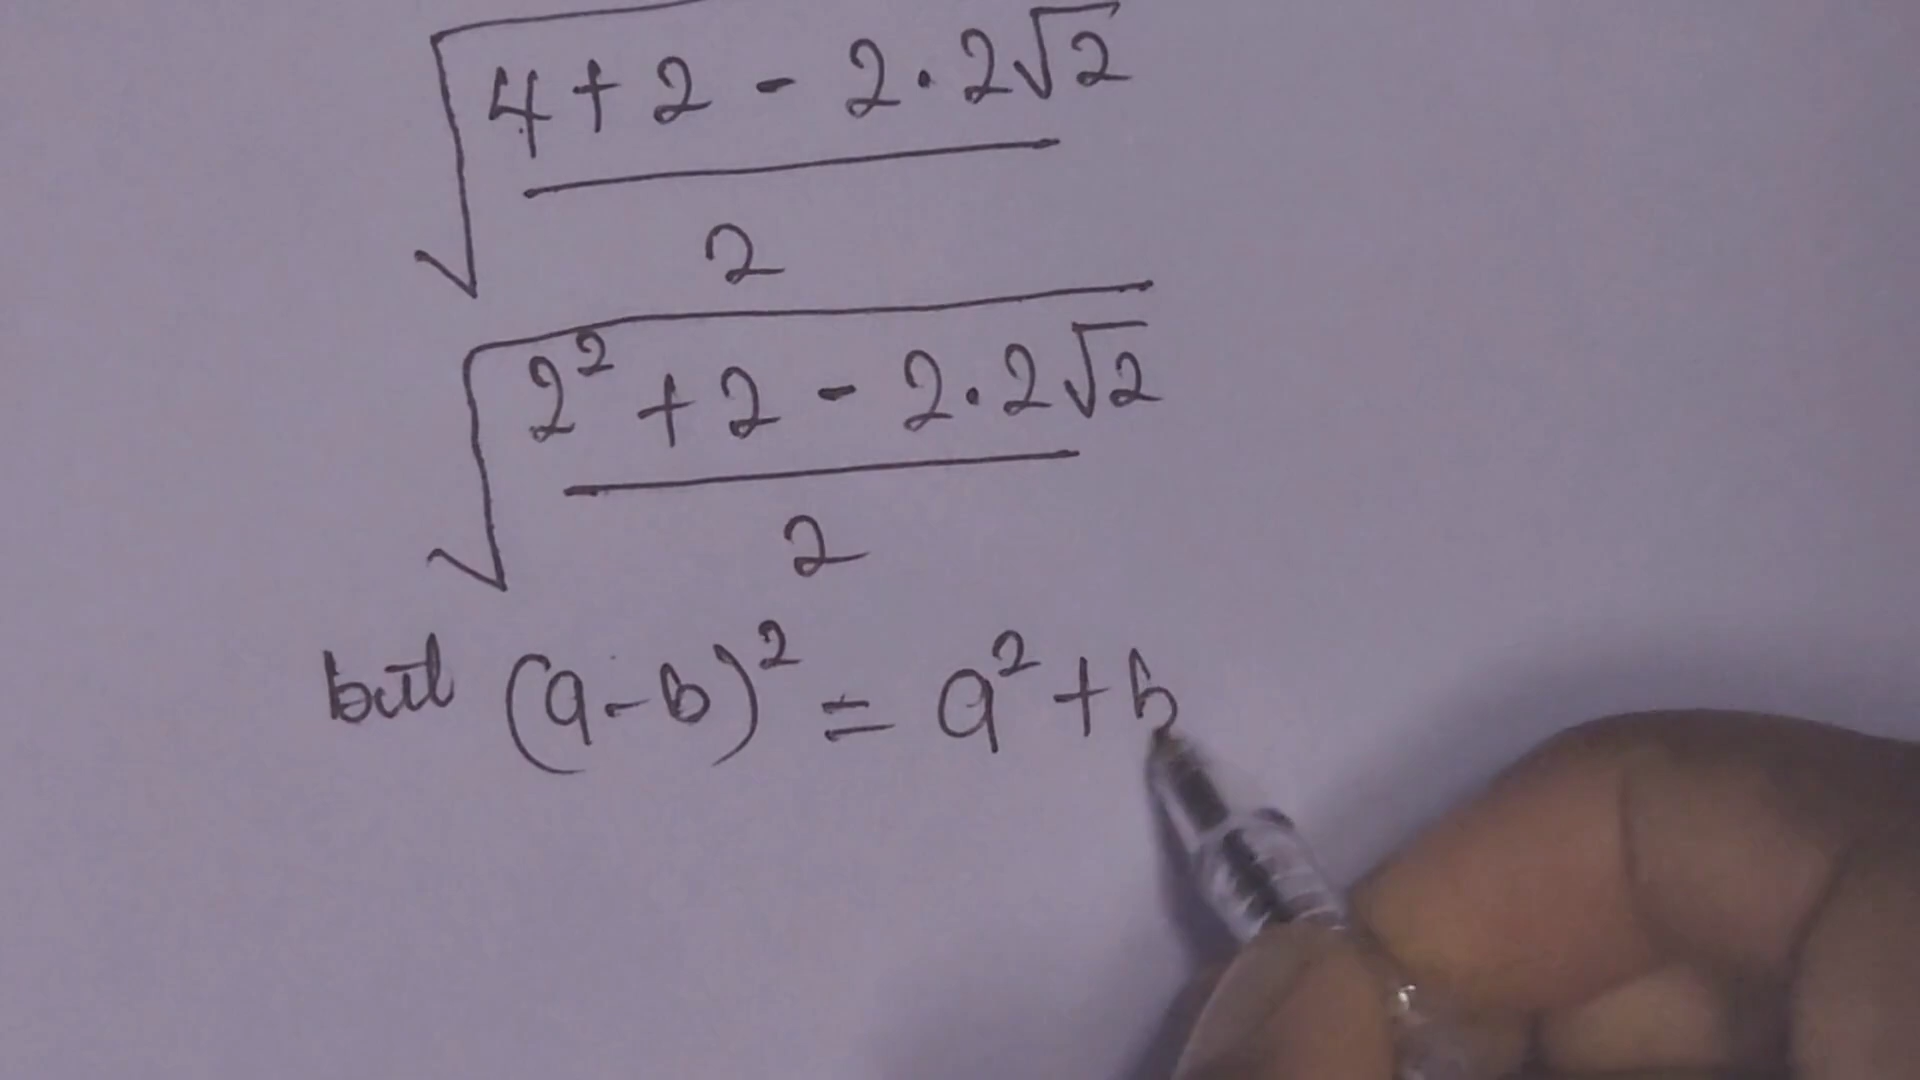 √(4+2 - 2·2√2)/2
√(2² +2 - 2·2√2)/2
but (a-b)² = a² + b